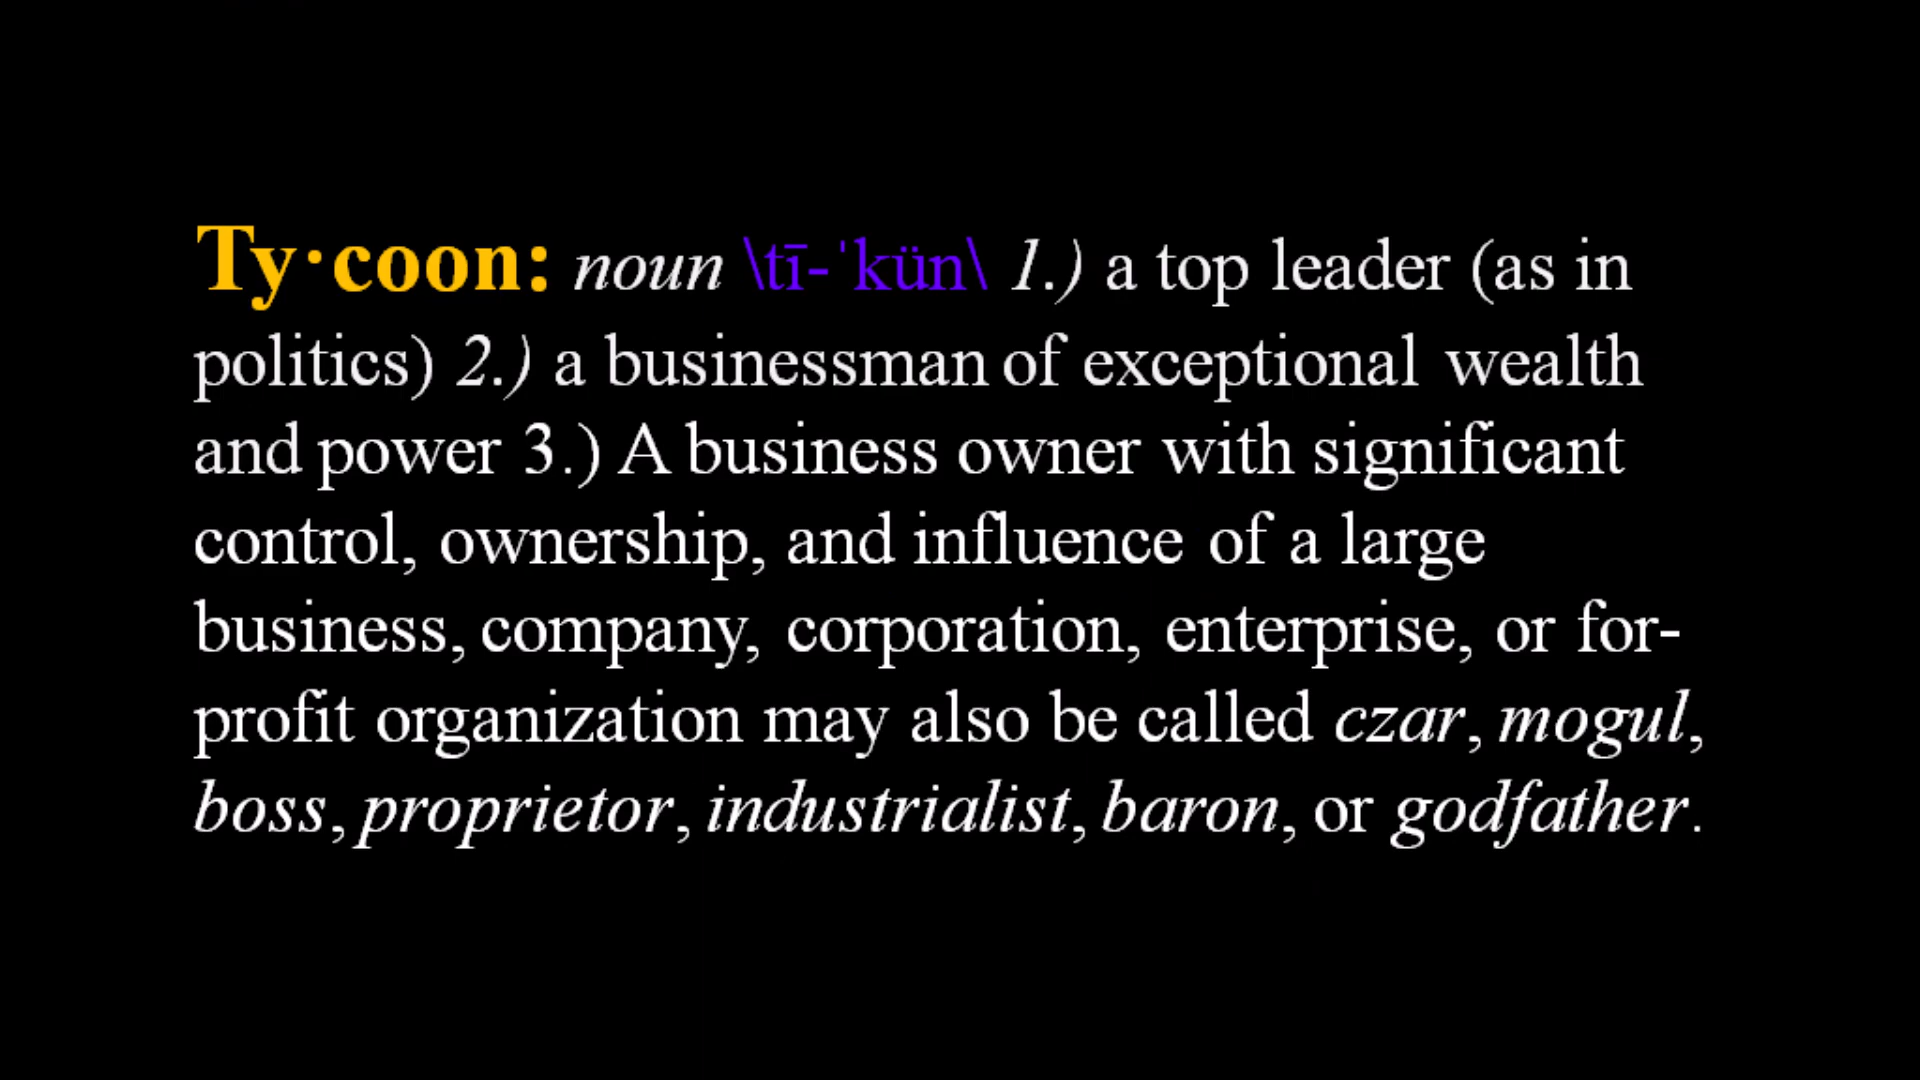 Ty·coon: noun \tī-ˈkün\ 1.) a top leader (as in
politics) 2.) a businessman of exceptional wealth
and power 3.) A business owner with significant
control, ownership, and influence of a large
business, company, corporation, enterprise, or for-
profit organization may also be called czar, mogul,
boss, proprietor, industrialist, baron, or godfather.